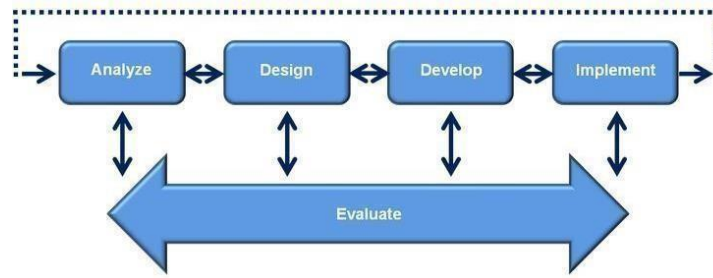 Analyze
Design
Develop
Implement
Evaluate